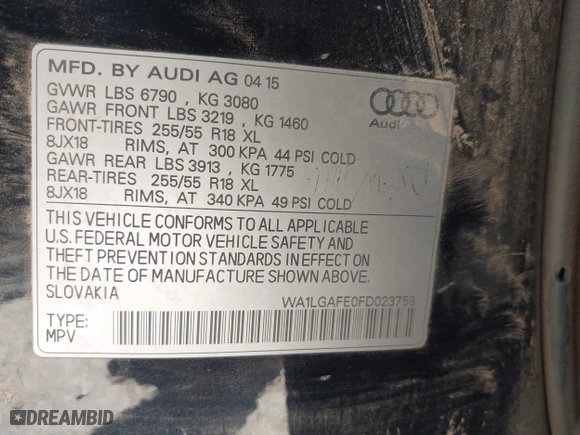 MFD. BY AUDI AG 04 15
GVWR LBS 6790 , KG 3080
GAWR FRONT LBS 3219 , KG 1460
FRONT-TIRES 255/55 R18 XL
8JX18 RIMS, AT 300 KPA 44 PSI COLD
GAWR REAR LBS 3913 , KG 1775
REAR-TIRES 255/55 R18 XL
8JX18 RIMS, AT 340 KPA 49 PSI COLD
Audi
THIS VEHICLE CONFORMS TO ALL APPLICABLE
U.S. FEDERAL MOTOR VEHICLE SAFETY AND
THEFT PREVENTION STANDARDS IN EFFECT ON
THE DATE OF MANUFACTURE SHOWN ABOVE.
SLOVAKIA
WA1LGAFE0FD023758
TYPE:
MPV
DREAMBID